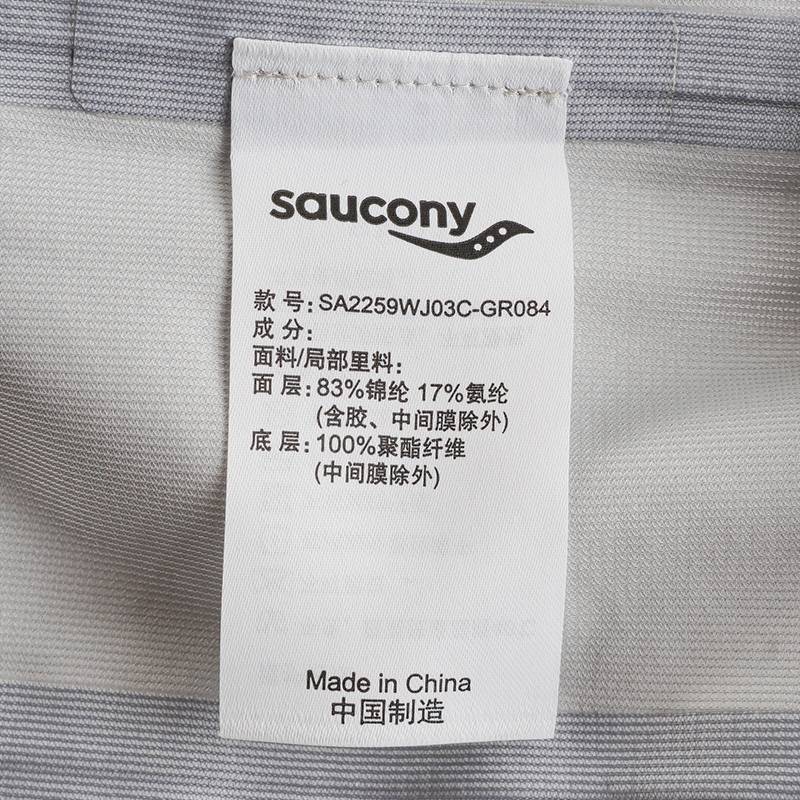 saucony
款 号: SA2259WJ03C-GR084
成 分:
面料/局部里料:
面 层: 83%锦纶 17%氨纶
(含胶、中间膜除外)
底 层: 100%聚酯纤维
(中间膜除外)
Made in China
中国制造